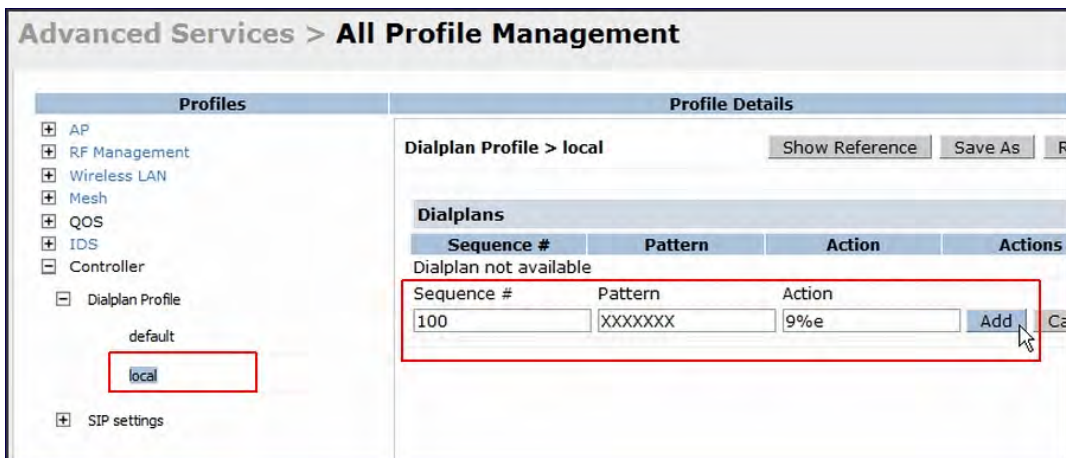 Advanced Services > All Profile Management
Profiles
AP
RF Management
Wireless LAN
Mesh
QOS
IDS
Controller
Dialplan Profile
default
local
SIP settings
Profile Details
Dialplan Profile > local Show Reference Save As
Dialplans
Sequence # Pattern Action Actions
Dialplan not available
Sequence # Pattern Action
100 XXXXXXX 9%e Add